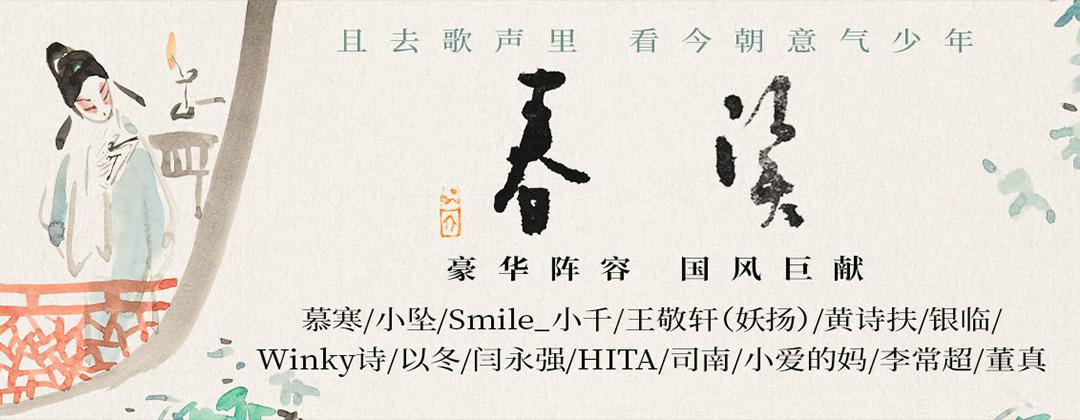 且去歌声里 看今朝意气少年
春
豪华阵容 国风巨献
慕寒/小坠/Smile_小千/王敬轩(妖扬)/黄诗扶/银临/
Winky诗/以冬/闫永强/HITA/司南/小爱的妈/李常超/董真